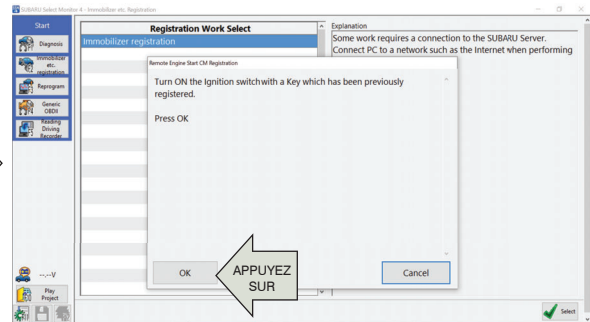 SUBARU Select Monitor 4 - Immobilizer etc. Registration
Start
Diagnosis
Immobilizer
etc.
registration
Reprogram
Generic
OBDII
Reading
Driving
Recorder
--.--V
Play
Project
Registration Work Select
Immobilizer registration
Explanation
Some work requires a connection to the SUBARU Server.
Connect PC to a network such as the Internet when performing
Remote Engine Start CM Registration
Turn ON the Ignition switchwith a Key which has been previously
registered.
Press OK
OK
APPUYEZ
SUR
Cancel
Select